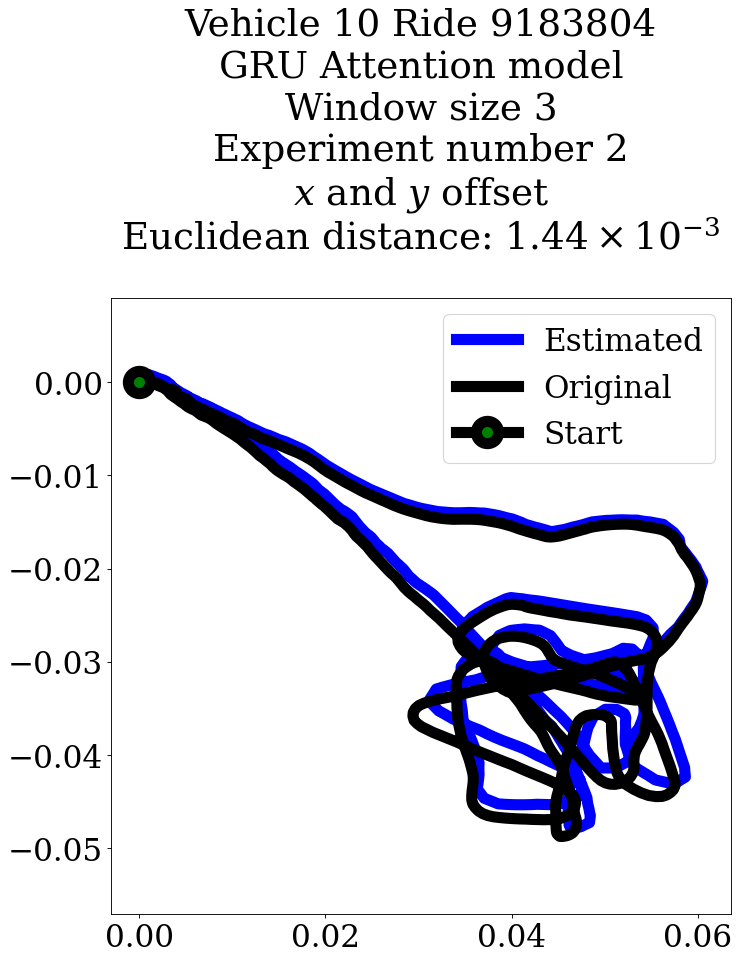 Vehicle 10 Ride 9183804
GRU Attention model
Window size 3
Experiment number 2
x and y offset
Euclidean distance: 1.44 × 10⁻³
Estimated
Original
Start
0.00
−0.01
−0.02
−0.03
−0.04
−0.05
0.00 0.02 0.04 0.06